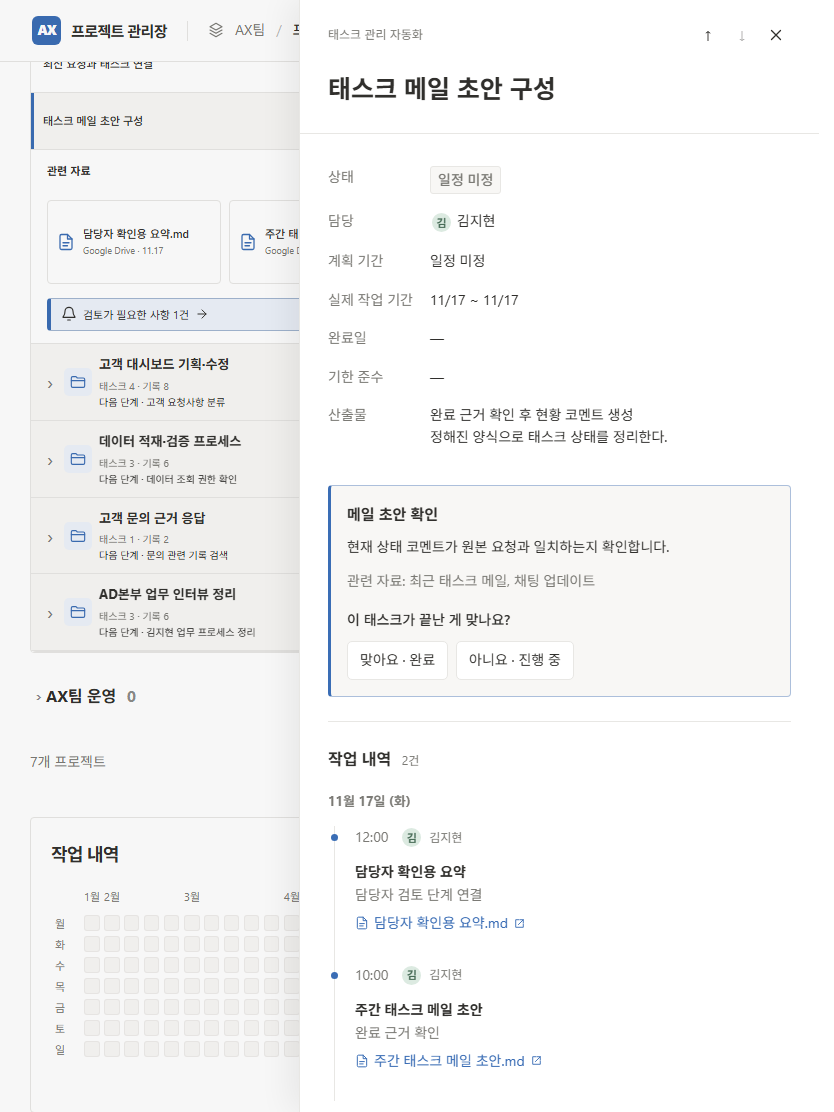 AX 프로젝트 관리장
AX팀 /
최신 요청과 태스크 연결
태스크 메일 초안 구성
관련 자료
담당자 확인용 요약.md
Google Drive · 11.17
주간 태
Google
검토가 필요한 사항 1건 →
고객 대시보드 기획·수정
태스크 4 · 기록 8
다음 단계 · 고객 요청사항 분류
데이터 적재·검증 프로세스
태스크 3 · 기록 6
다음 단계 · 데이터 조회 권한 확인
고객 문의 근거 응답
태스크 1 · 기록 2
다음 단계 · 문의 관련 기록 검색
AD본부 업무 인터뷰 정리
태스크 3 · 기록 6
다음 단계 · 김지현 업무 프로세스 정리
AX팀 운영 0
7개 프로젝트
작업 내역
1월 2월 3월 4월
월
화
수
목
금
토
일
태스크 관리 자동화
↑ ↓ ×
태스크 메일 초안 구성
상태 일정 미정
담당 김 김지현
계획 기간 일정 미정
실제 작업 기간 11/17 ~ 11/17
완료일 —
기한 준수 —
산출물 완료 근거 확인 후 현황 코멘트 생성
정해진 양식으로 태스크 상태를 정리한다.
메일 초안 확인
현재 상태 코멘트가 원본 요청과 일치하는지 확인합니다.
관련 자료: 최근 태스크 메일, 채팅 업데이트
이 태스크가 끝난 게 맞나요?
맞아요 · 완료 아니요 · 진행 중
작업 내역 2건
11월 17일 (화)
12:00 김 김지현
담당자 확인용 요약
담당자 검토 단계 연결
담당자 확인용 요약.md
10:00 김 김지현
주간 태스크 메일 초안
완료 근거 확인
주간 태스크 메일 초안.md